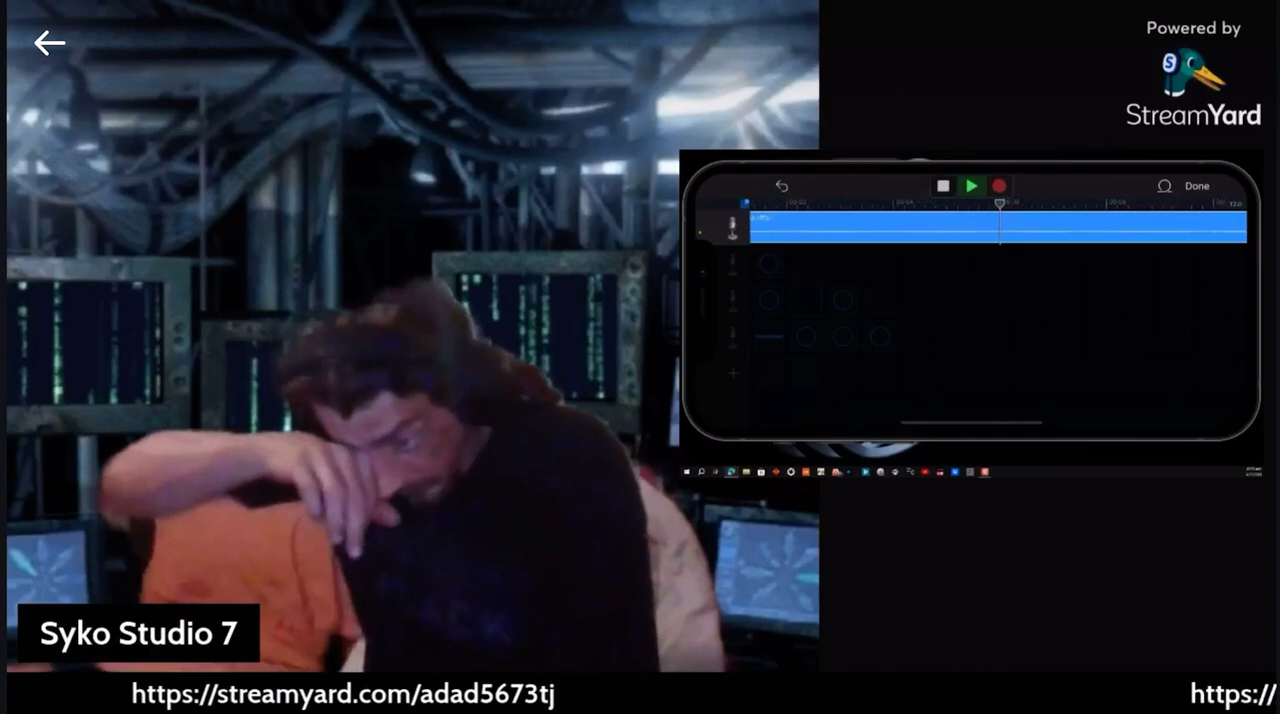 Powered by
StreamYard
Done
Syko Studio 7
https://streamyard.com/adad5673tj
https://